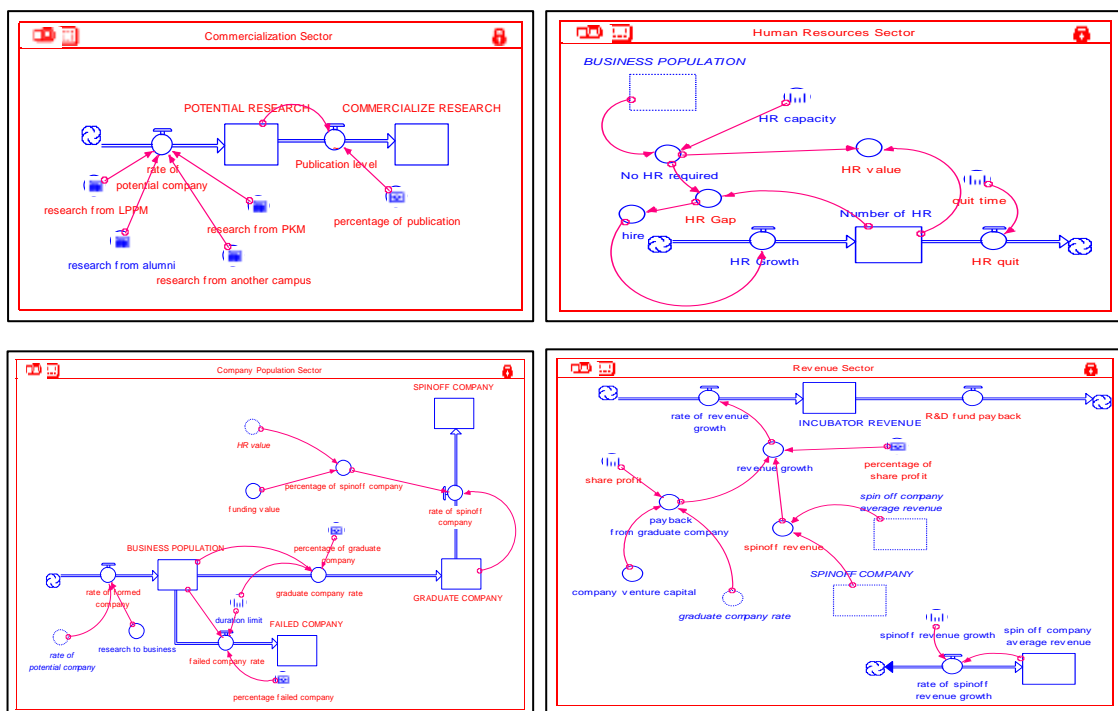 Commercialization Sector
POTENTIAL RESEARCH
COMMERCIALIZE RESEARCH
rate of
potential company
Publication level
research from LPPM
research from PKM
percentage of publication
research from alumni
research from another campus
Human Resources Sector
BUSINESS POPULATION
HR capacity
No HR required
HR value
quit time
HR Gap
Number of HR
hire
HR Growth
HR quit
Company Population Sector
SPINOFF COMPANY
HR value
percentage of spinoff company
funding value
rate of spinoff
company
percentage of graduate
company
BUSINESS POPULATION
rate of formed
company
graduate company rate
GRADUATE COMPANY
duration limit
FAILED COMPANY
rate of
potential company
research to business
failed company rate
percentage failed company
Revenue Sector
rate of revenue
growth
INCUBATOR REVENUE
R&D fund payback
revenue growth
percentage of
share profit
share profit
spin off company
average revenue
payback
from graduate company
spinoff revenue
SPINOFF COMPANY
company venture capital
graduate company rate
spinoff revenue growth
spin off company
average revenue
rate of spinoff
revenue growth